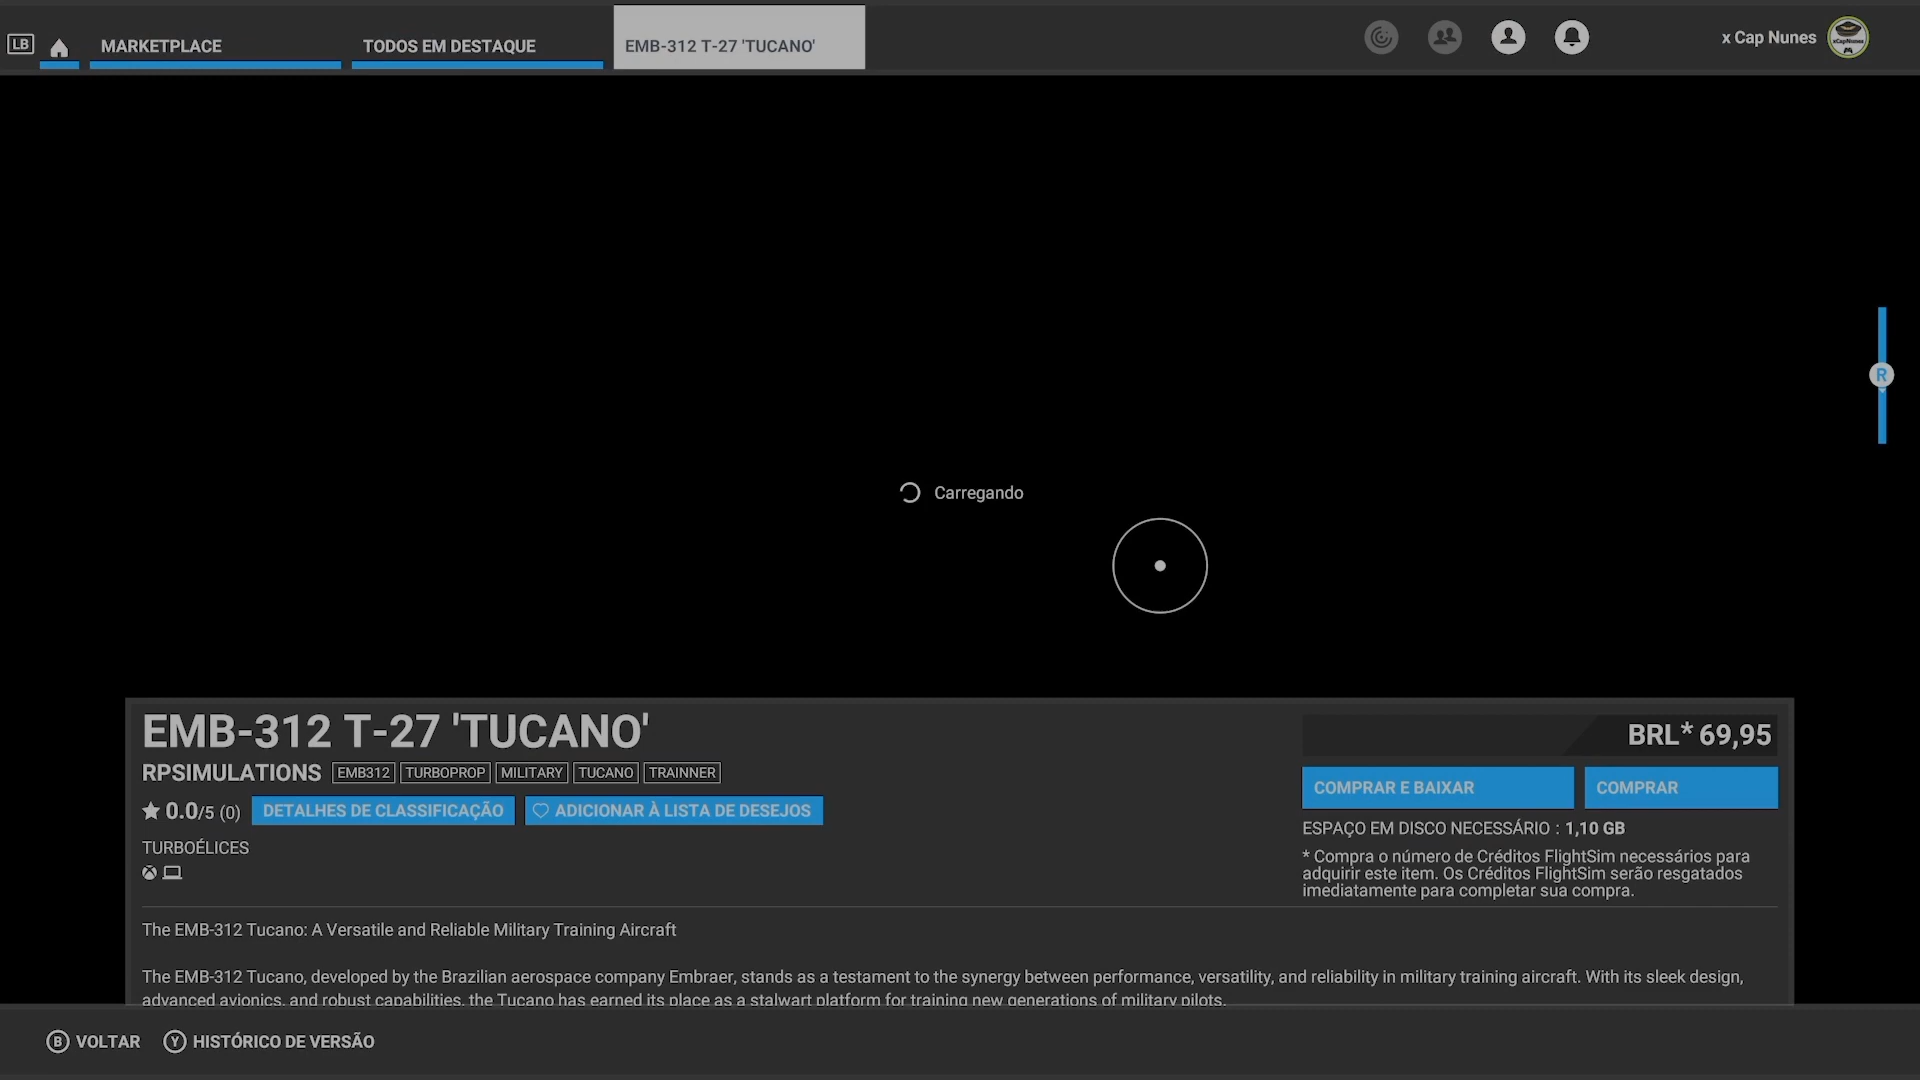 LB
MARKETPLACE
TODOS EM DESTAQUE
EMB-312 T-27 'TUCANO'
x Cap Nunes
R
Carregando
EMB-312 T-27 'TUCANO'
RPSIMULATIONS EMB312 TURBOPROP MILITARY TUCANO TRAINNER
0.0/5 (0) DETALHES DE CLASSIFICAÇÃO ADICIONAR À LISTA DE DESEJOS
TURBOÉLICES
BRL* 69,95
COMPRAR E BAIXAR COMPRAR
ESPAÇO EM DISCO NECESSÁRIO : 1,10 GB
* Compra o número de Créditos FlightSim necessários para
adquirir este item. Os Créditos FlightSim serão resgatados
imediatamente para completar sua compra.
The EMB-312 Tucano: A Versatile and Reliable Military Training Aircraft
The EMB-312 Tucano, developed by the Brazilian aerospace company Embraer, stands as a testament to the synergy between performance, versatility, and reliability in military training aircraft. With its sleek design,
advanced avionics, and robust capabilities, the Tucano has earned its place as a stalwart platform for training new generations of military pilots.
B VOLTAR Y HISTÓRICO DE VERSÃO